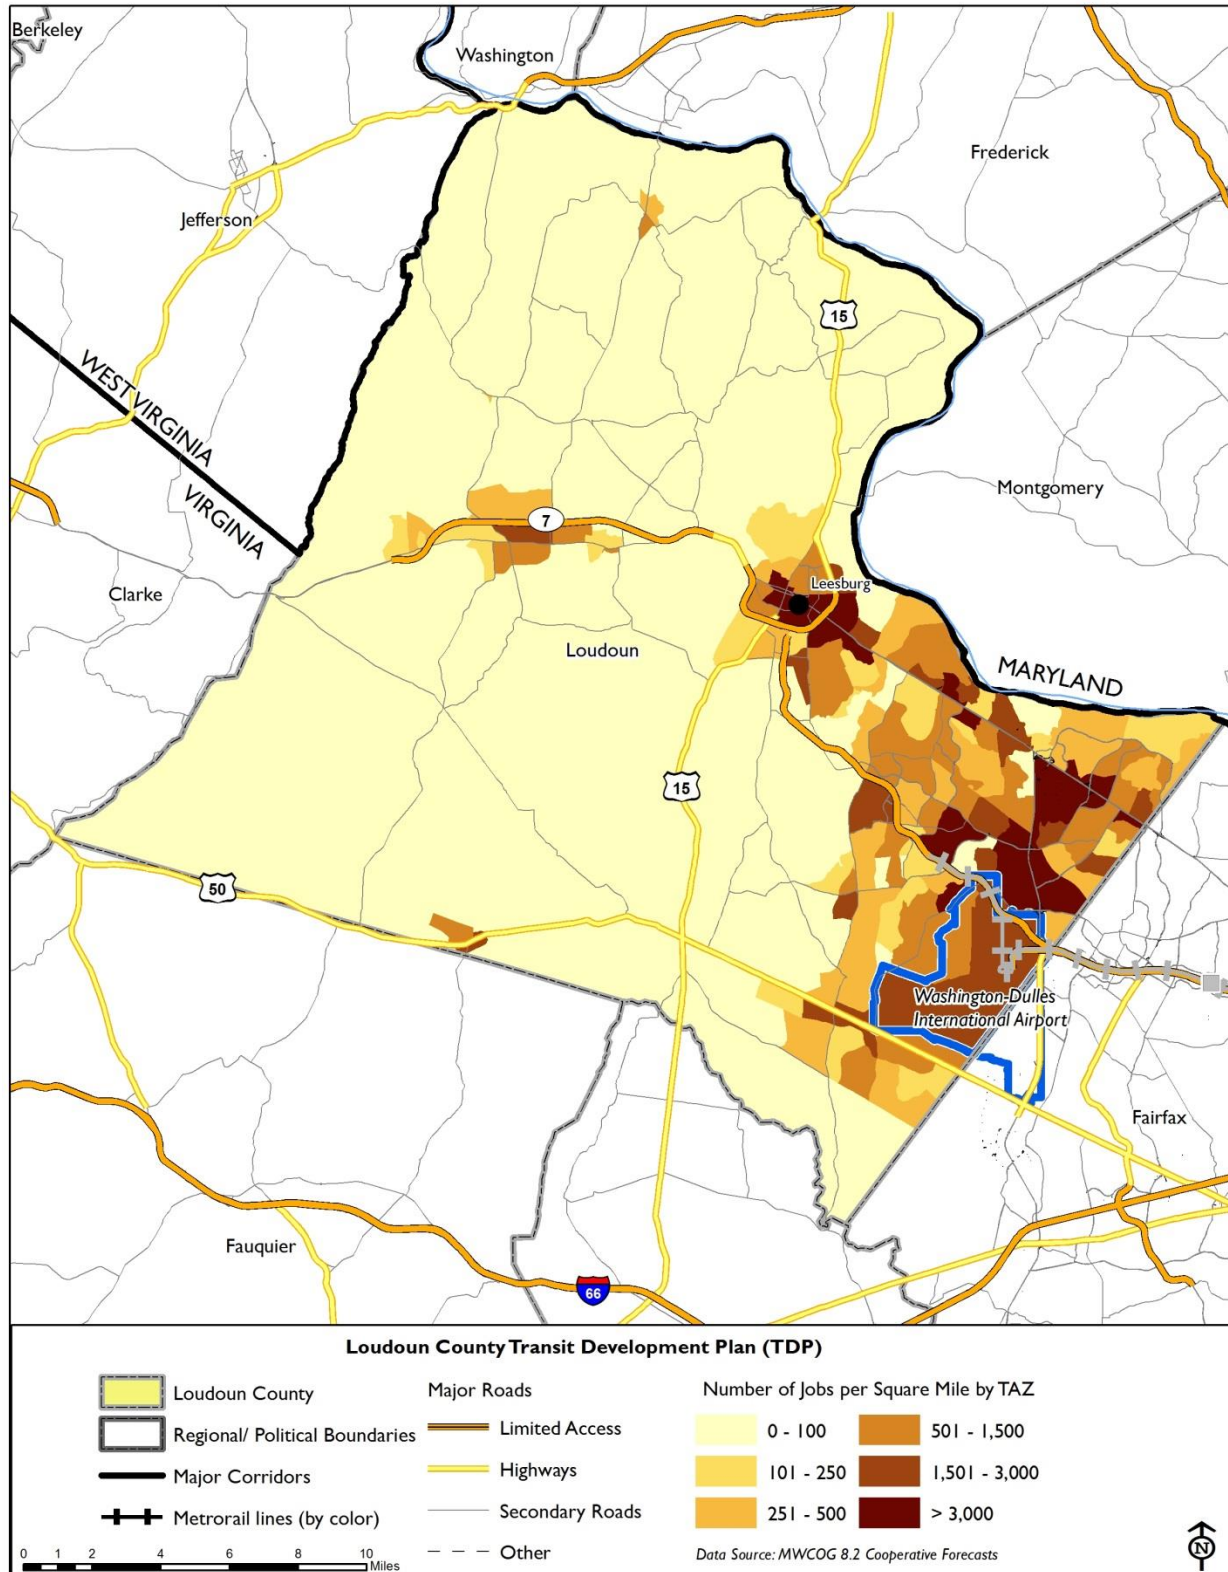 Berkeley
Washington
Frederick
Jefferson
15
WEST VIRGINIA
VIRGINIA
Montgomery
7
Clarke
Leesburg
Loudoun
MARYLAND
15
50
Washington-Dulles
International Airport
Fairfax
Fauquier
66
Loudoun County Transit Development Plan (TDP)
Loudoun County
Regional/ Political Boundaries
Major Corridors
Metrorail lines (by color)
0 1 2 4 6 8 10
Miles
Major Roads
Limited Access
Highways
Secondary Roads
Other
Number of Jobs per Square Mile by TAZ
0 - 100
101 - 250
251 - 500
501 - 1,500
1,501 - 3,000
> 3,000
Data Source: MWCOG 8.2 Cooperative Forecasts
N